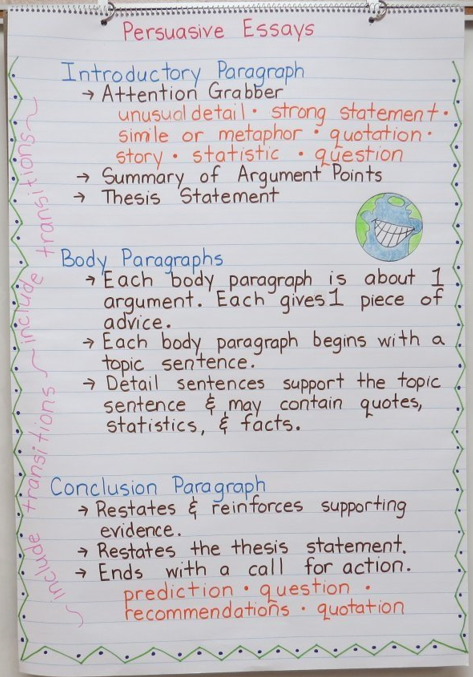 Persuasive Essays
Introductory Paragraph
→ Attention Grabber
unusual detail • strong statement •
simile or metaphor • quotation •
story • statistic • question
→ Summary of Argument Points
→ Thesis Statement
Body Paragraphs
→ Each body paragraph is about 1
argument. Each gives 1 piece of
advice.
→ Each body paragraph begins with a
topic sentence.
→ Detail sentences support the topic
sentence & may contain quotes,
statistics, & facts.
Conclusion Paragraph
→ Restates & reinforces supporting
evidence.
→ Restates the thesis statement.
→ Ends with a call for action.
prediction • question •
recommendations • quotation
~include transitions~include transitions~